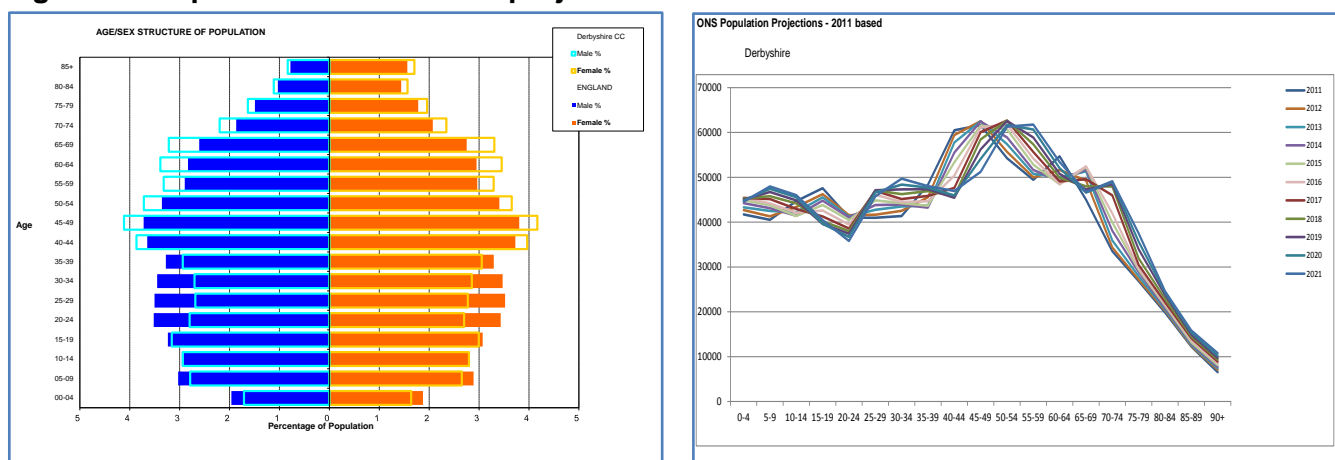 AGE/SEX STRUCTURE OF POPULATION
Derbyshire CC
Male %
Female %
ENGLAND
Male %
Female %
Age
85+
80-84
75-79
70-74
65-69
60-64
55-59
50-54
45-49
40-44
35-39
30-34
25-29
20-24
15-19
10-14
05-09
00-04
5 4 3 2 1 0 1 2 3 4 5
Percentage of Population
ONS Population Projections - 2011 based
Derbyshire
70000
60000
50000
40000
30000
20000
10000
0
0-4 5-9 10-14 15-19 20-24 25-29 30-34 35-39 40-44 45-49 50-54 55-59 60-64 65-69 70-74 75-79 80-84 85-89 90+
2011
2012
2013
2014
2015
2016
2017
2018
2019
2020
2021